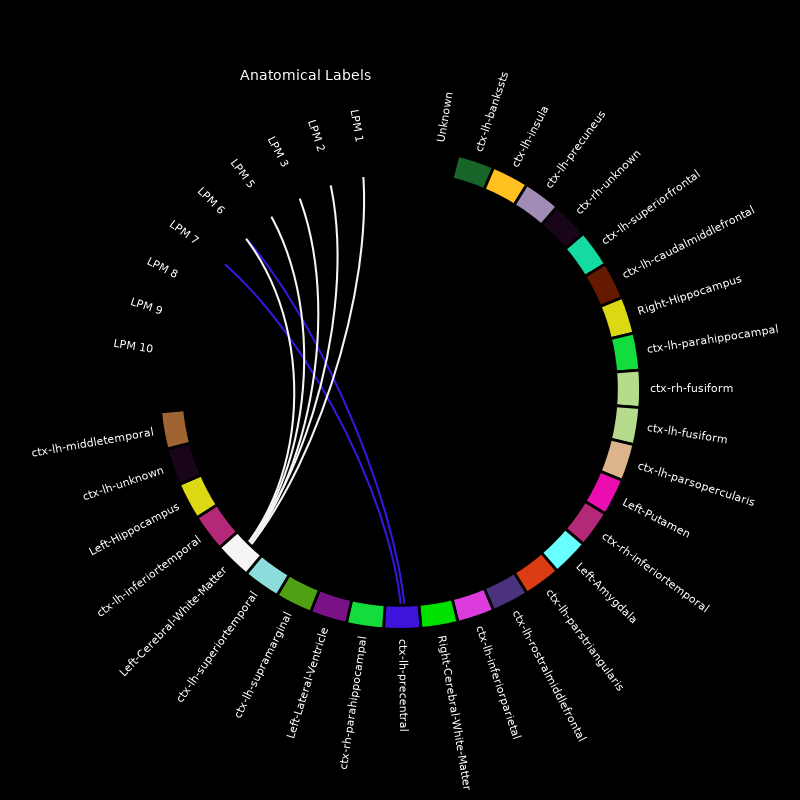 Anatomical Labels
LPM 1
LPM 2
LPM 3
LPM 5
LPM 6
LPM 7
LPM 8
LPM 9
LPM 10
ctx-lh-middletemporal
ctx-lh-unknown
Left-Hippocampus
ctx-lh-inferiortemporal
Left-Cerebral-White-Matter
ctx-lh-superiortemporal
ctx-lh-supramarginal
Left-Lateral-Ventricle
ctx-rh-parahippocampal
ctx-lh-precentral
Right-Cerebral-White-Matter
ctx-lh-inferiorparietal
ctx-lh-rostralmiddlefrontal
ctx-lh-parstriangularis
Left-Amygdala
ctx-rh-inferiortemporal
Left-Putamen
ctx-lh-parsopercularis
ctx-lh-fusiform
ctx-rh-fusiform
ctx-lh-parahippocampal
Right-Hippocampus
ctx-lh-caudalmiddlefrontal
ctx-lh-superiorfrontal
ctx-rh-unknown
ctx-lh-precuneus
ctx-lh-insula
ctx-lh-bankssts
Unknown